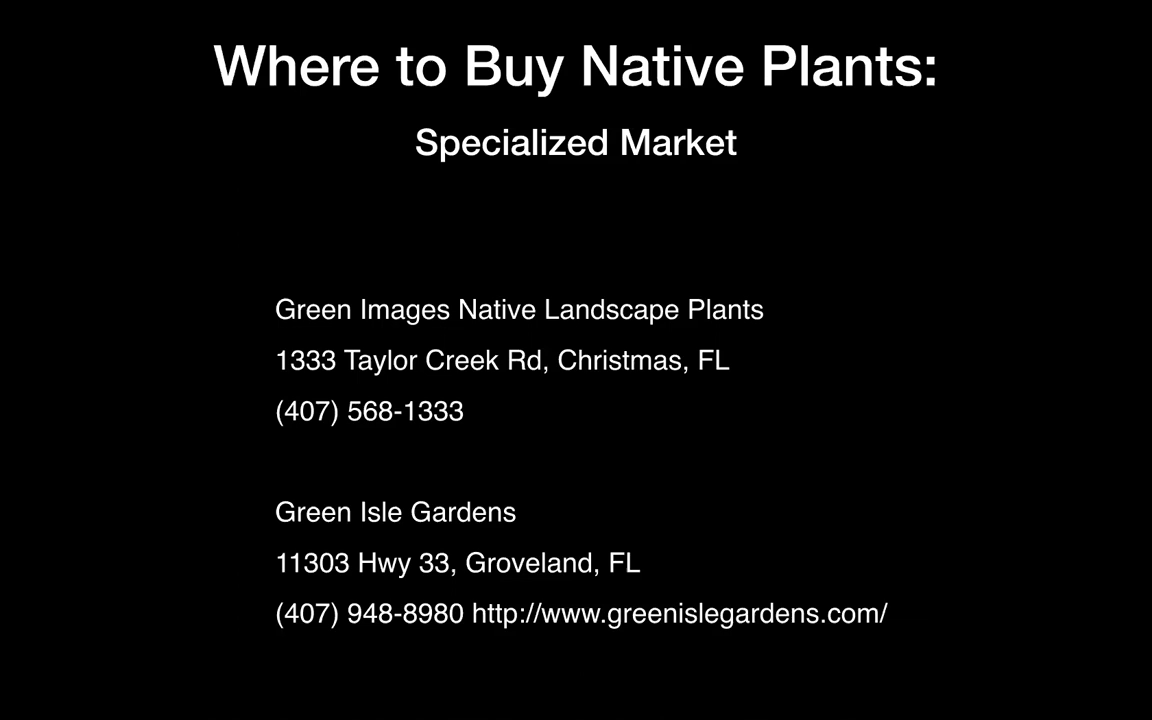 Where to Buy Native Plants:
Specialized Market
Green Images Native Landscape Plants
1333 Taylor Creek Rd, Christmas, FL
(407) 568-1333
Green Isle Gardens
11303 Hwy 33, Groveland, FL
(407) 948-8980 http://www.greenislegardens.com/